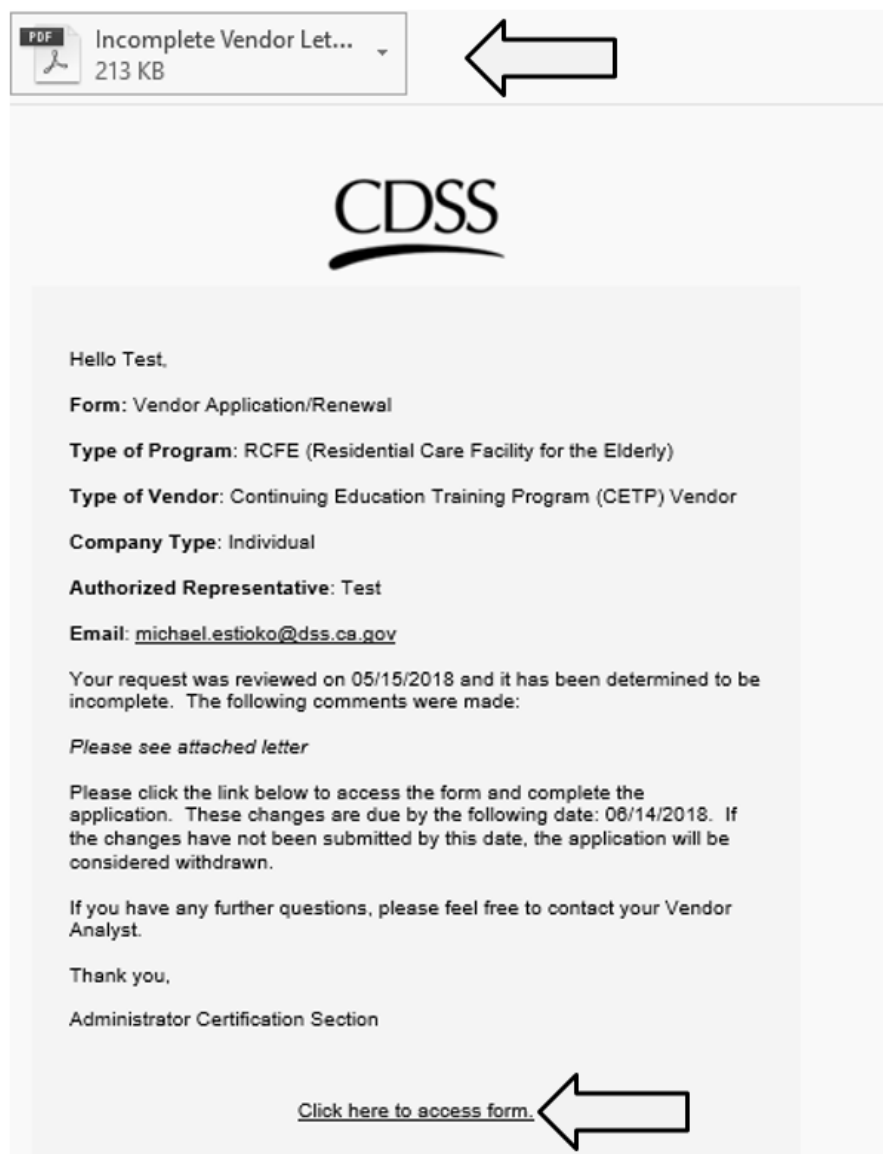 PDF
Incomplete Vendor Let...
213 KB
CDSS
Hello Test,
Form: Vendor Application/Renewal
Type of Program: RCFE (Residential Care Facility for the Elderly)
Type of Vendor: Continuing Education Training Program (CETP) Vendor
Company Type: Individual
Authorized Representative: Test
Email: michael.estioko@dss.ca.gov
Your request was reviewed on 05/15/2018 and it has been determined to be
incomplete.  The following comments were made:
Please see attached letter
Please click the link below to access the form and complete the
application.  These changes are due by the following date: 06/14/2018.  If
the changes have not been submitted by this date, the application will be
considered withdrawn.
If you have any further questions, please feel free to contact your Vendor
Analyst.
Thank you,
Administrator Certification Section
Click here to access form.